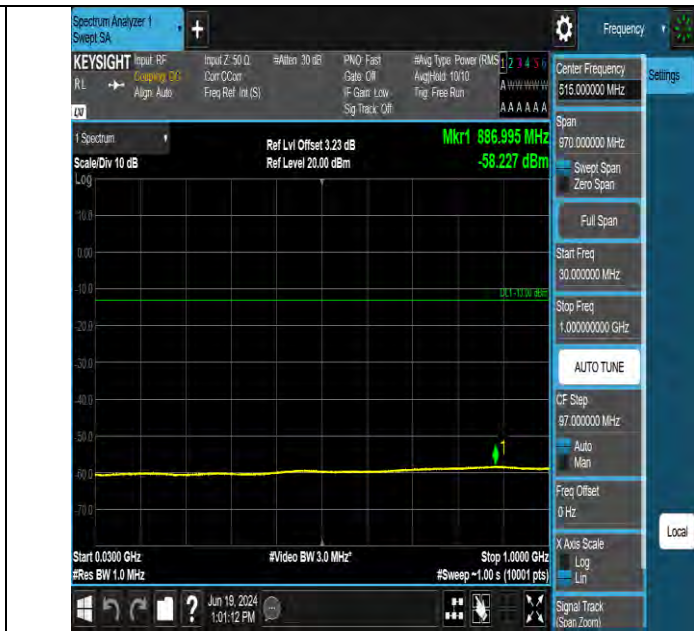 Spectrum Analyzer 1
Swept SA
+
Frequency
KEYSIGHT
Input: RF
Input Z: 50 Ω
#Atten: 30 dB
PNO: Fast
#Avg Type: Power (RMS
1 2 3 4 5 6
RL
Coupling: DC
Corr CCorr
Gate: Off
Avg|Hold: 10/10
A W W W W W
Align: Auto
Freq Ref: Int (S)
IF Gain: Low
Trig: Free Run
Sig Track: Off
A A A A A A
LXI
Center Frequency
515.000000 MHz
Settings
1 Spectrum
Scale/Div 10 dB
Ref Lvl Offset 3.23 dB
Ref Level 20.00 dBm
Mkr1 886.995 MHz
-58.227 dBm
Span
970.000000 MHz
Swept Span
Zero Span
Full Span
Start Freq
30.000000 MHz
Stop Freq
1.000000000 GHz
AUTO TUNE
CF Step
97.000000 MHz
Auto
Man
Freq Offset
0 Hz
X Axis Scale
Log
Lin
Signal Track
(Span Zoom)
Local
Log
10.0
0.00
-10.0
DL1 -13.00 dBm
-20.0
-30.0
-40.0
-50.0
1
-60.0
-70.0
Start 0.0300 GHz
#Video BW 3.0 MHz*
Stop 1.0000 GHz
#Res BW 1.0 MHz
#Sweep ~1.00 s (10001 pts)
?
Jun 19, 2024
1:01:12 PM